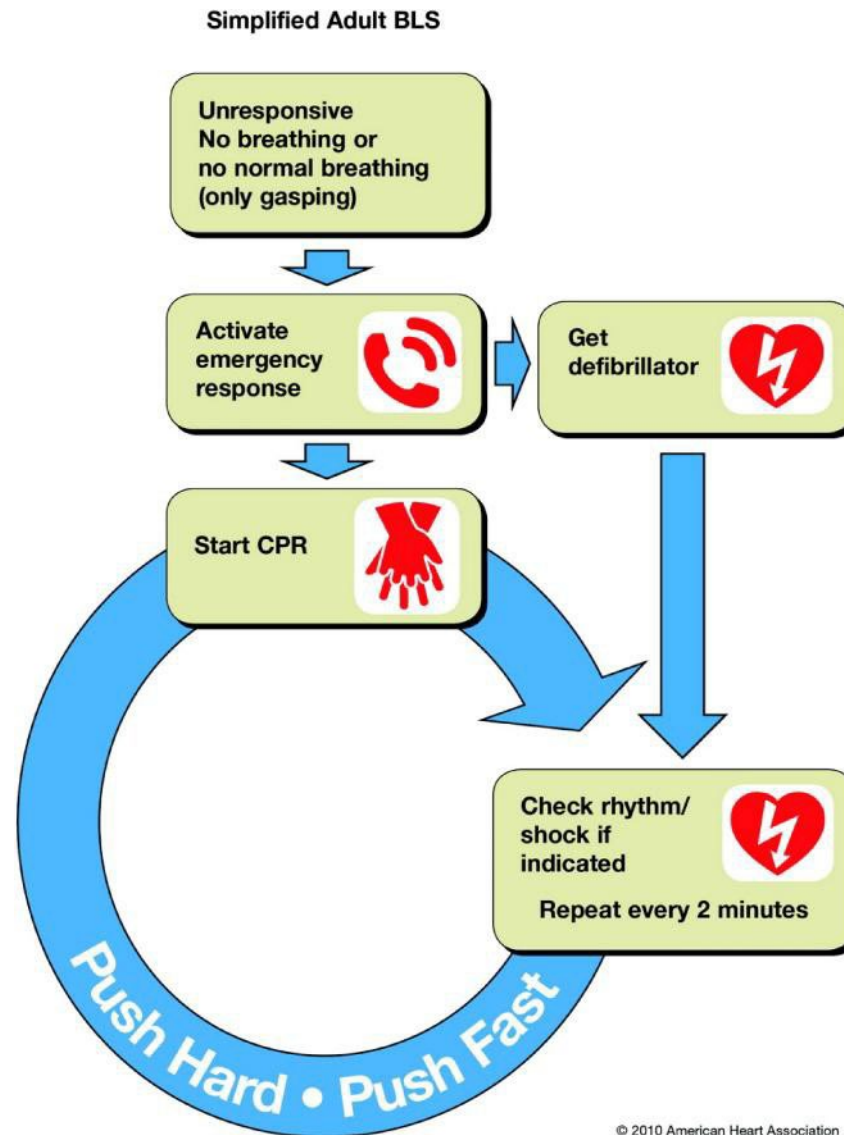 Simplified Adult BLS
Unresponsive
No breathing or
no normal breathing
(only gasping)
Activate
emergency
response
Get
defibrillator
Start CPR
Check rhythm/
shock if
indicated
Repeat every 2 minutes
Push Hard • Push Fast
© 2010 American Heart Association